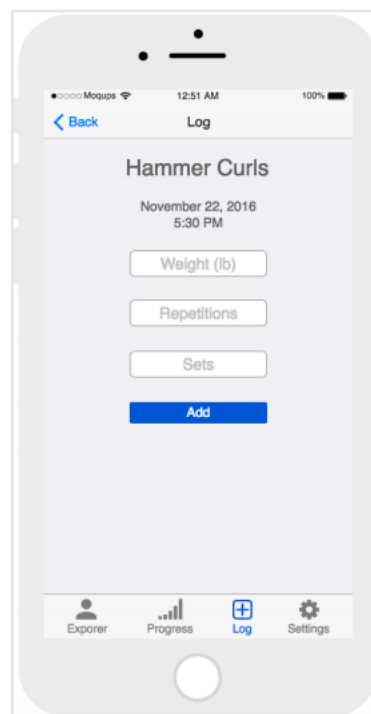 Moqups 12:51 AM 100%
Back Log
Hammer Curls
November 22, 2016
5:30 PM
Weight (lb)
Repetitions
Sets
Add
Exporer Progress Log Settings